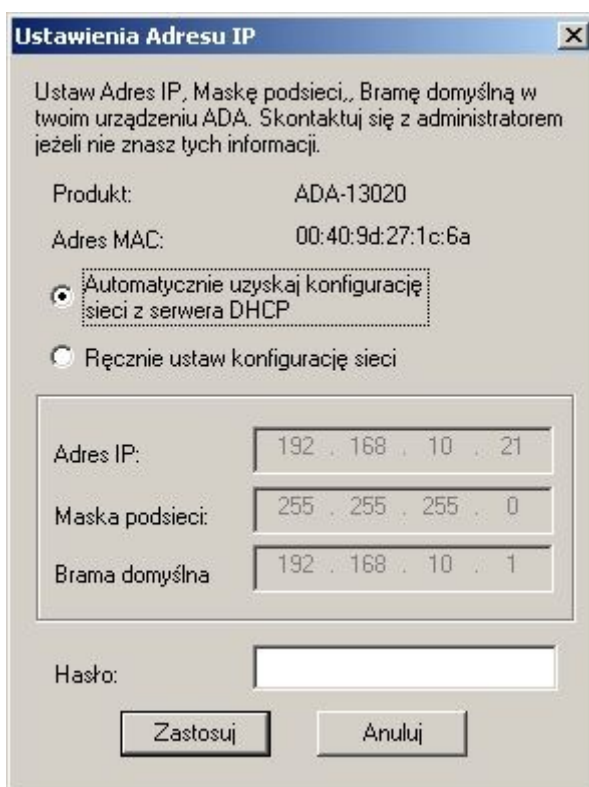 Ustawienia Adresu IP
Ustaw Adres IP, Maskę podsieci,, Bramę domyślną w
twoim urządzeniu ADA. Skontaktuj się z administratorem
jeżeli nie znasz tych informacji.
Produkt: ADA-13020
Adres MAC: 00:40:9d:27:1c:6a
Automatycznie uzyskaj konfigurację
sieci z serwera DHCP
Ręcznie ustaw konfigurację sieci
Adres IP: 192 . 168 . 10 . 21
Maska podsieci: 255 . 255 . 255 . 0
Brama domyślna 192 . 168 . 10 . 1
Hasło:
Zastosuj Anuluj